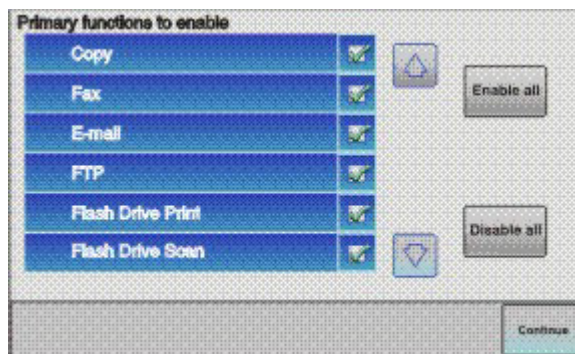 Primary functions to enable
Copy
Fax
E-mail
FTP
Flash Drive Print
Flash Drive Scan
Enable all
Disable all
Continue